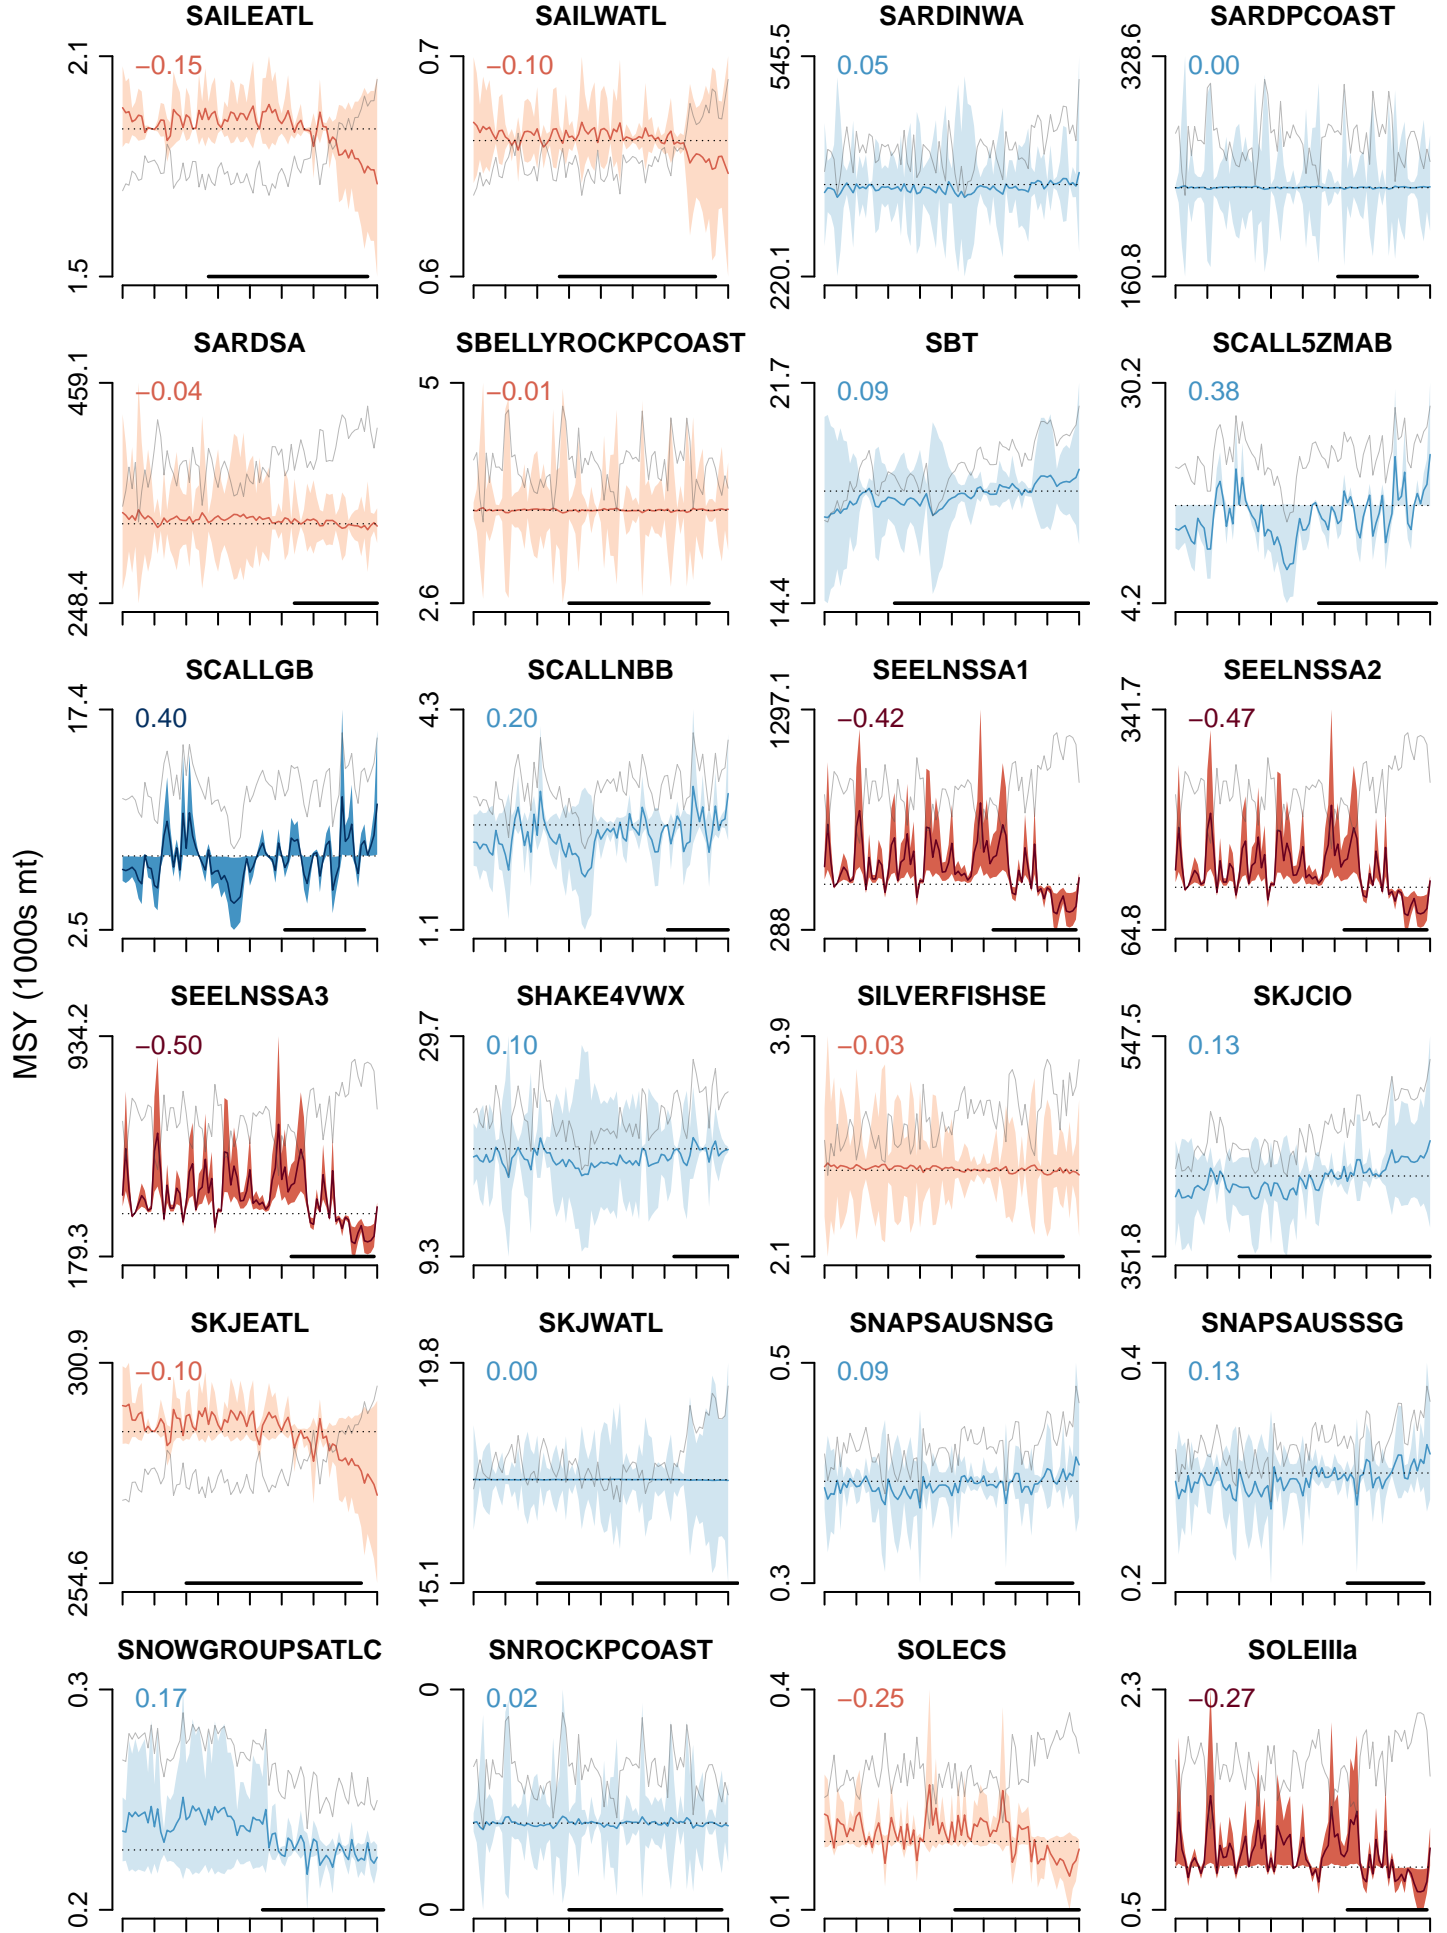 SAILEATL
SAILWATL
SARDINWA
SARDPCOAST
2.1
−0.15
1.5
0.7
−0.10
0.6
545.5
0.05
220.1
328.6
0.00
160.8
SARDSA
SBELLYROCKPCOAST
SBT
SCALL5ZMAB
459.1
−0.04
248.4
5
−0.01
2.6
21.7
0.09
14.4
30.2
0.38
4.2
SCALLGB
SCALLNBB
SEELNSSA1
SEELNSSA2
17.4
0.40
2.5
4.3
0.20
1.1
1297.1
−0.42
288
341.7
−0.47
64.8
MSY (1000s mt)
SEELNSSA3
SHAKE4VWX
SILVERFISHSE
SKJCIO
934.2
−0.50
179.3
29.7
0.10
9.3
3.9
−0.03
2.1
547.5
0.13
351.8
SKJEATL
SKJWATL
SNAPSAUSNSG
SNAPSAUSSSG
300.9
−0.10
254.6
19.8
0.00
15.1
0.5
0.09
0.3
0.4
0.13
0.2
SNOWGROUPSATLC
SNROCKPCOAST
SOLECS
SOLEIIIa
0.3
0.17
0.2
0
0.02
0
0.4
−0.25
0.1
2.3
−0.27
0.5